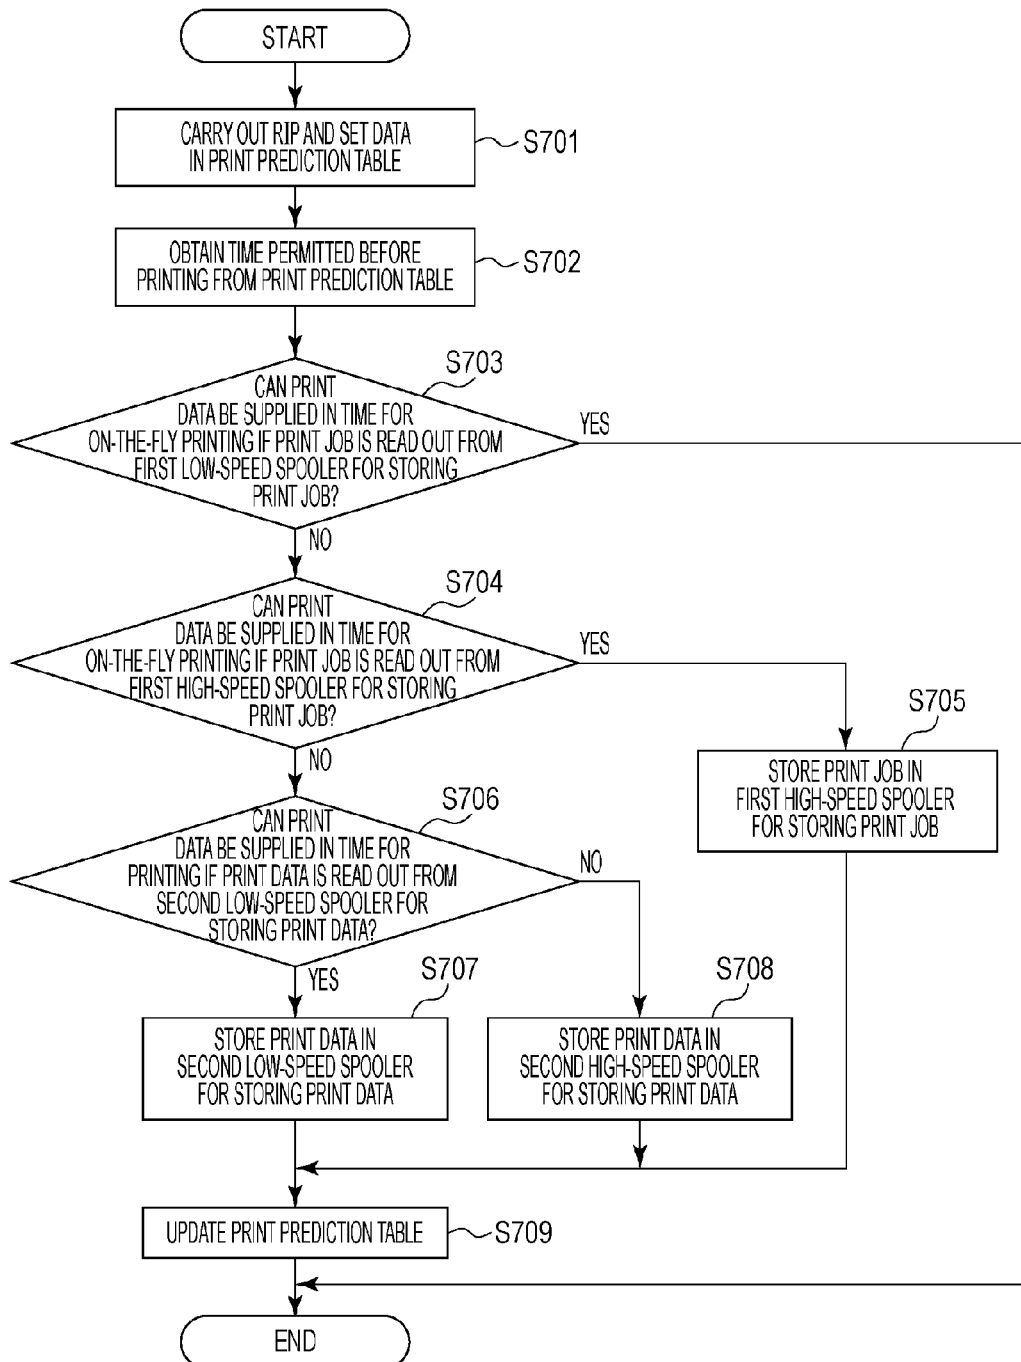 START
CARRY OUT RIP AND SET DATA
IN PRINT PREDICTION TABLE
S701
OBTAIN TIME PERMITTED BEFORE
PRINTING FROM PRINT PREDICTION TABLE
S702
S703
CAN PRINT
DATA BE SUPPLIED IN TIME FOR
ON-THE-FLY PRINTING IF PRINT JOB IS READ OUT FROM
FIRST LOW-SPEED SPOOLER FOR STORING
PRINT JOB?
YES
NO
S704
CAN PRINT
DATA BE SUPPLIED IN TIME FOR
ON-THE-FLY PRINTING IF PRINT JOB IS READ OUT FROM
FIRST HIGH-SPEED SPOOLER FOR STORING
PRINT JOB?
YES
NO
S705
STORE PRINT JOB IN
FIRST HIGH-SPEED SPOOLER
FOR STORING PRINT JOB
S706
CAN PRINT
DATA BE SUPPLIED IN TIME FOR
PRINTING IF PRINT DATA IS READ OUT FROM
SECOND LOW-SPEED SPOOLER FOR
STORING PRINT DATA?
NO
YES
S707
STORE PRINT DATA IN
SECOND LOW-SPEED SPOOLER
FOR STORING PRINT DATA
S708
STORE PRINT DATA IN
SECOND HIGH-SPEED SPOOLER
FOR STORING PRINT DATA
UPDATE PRINT PREDICTION TABLE
S709
END